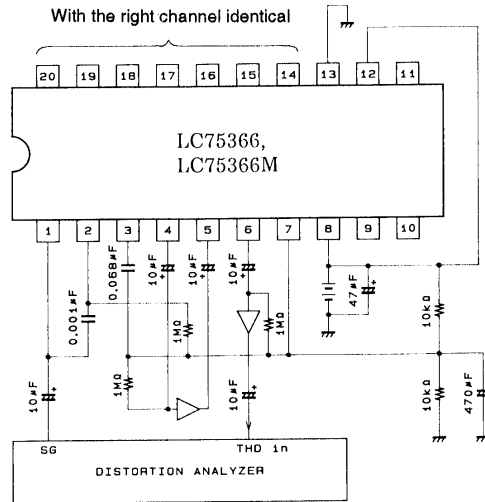 With the right channel identical
20 19 18 17 16 15 14 13 12 11
LC75366,
LC75366M
1 2 3 4 5 6 7 8 9 10
0.001µF
0.068µF
10µF
10µF
10µF
47µF
1MΩ
1MΩ
1MΩ
10kΩ
10µF
10µF
10kΩ
470µF
SG THD in
DISTORTION ANALYZER